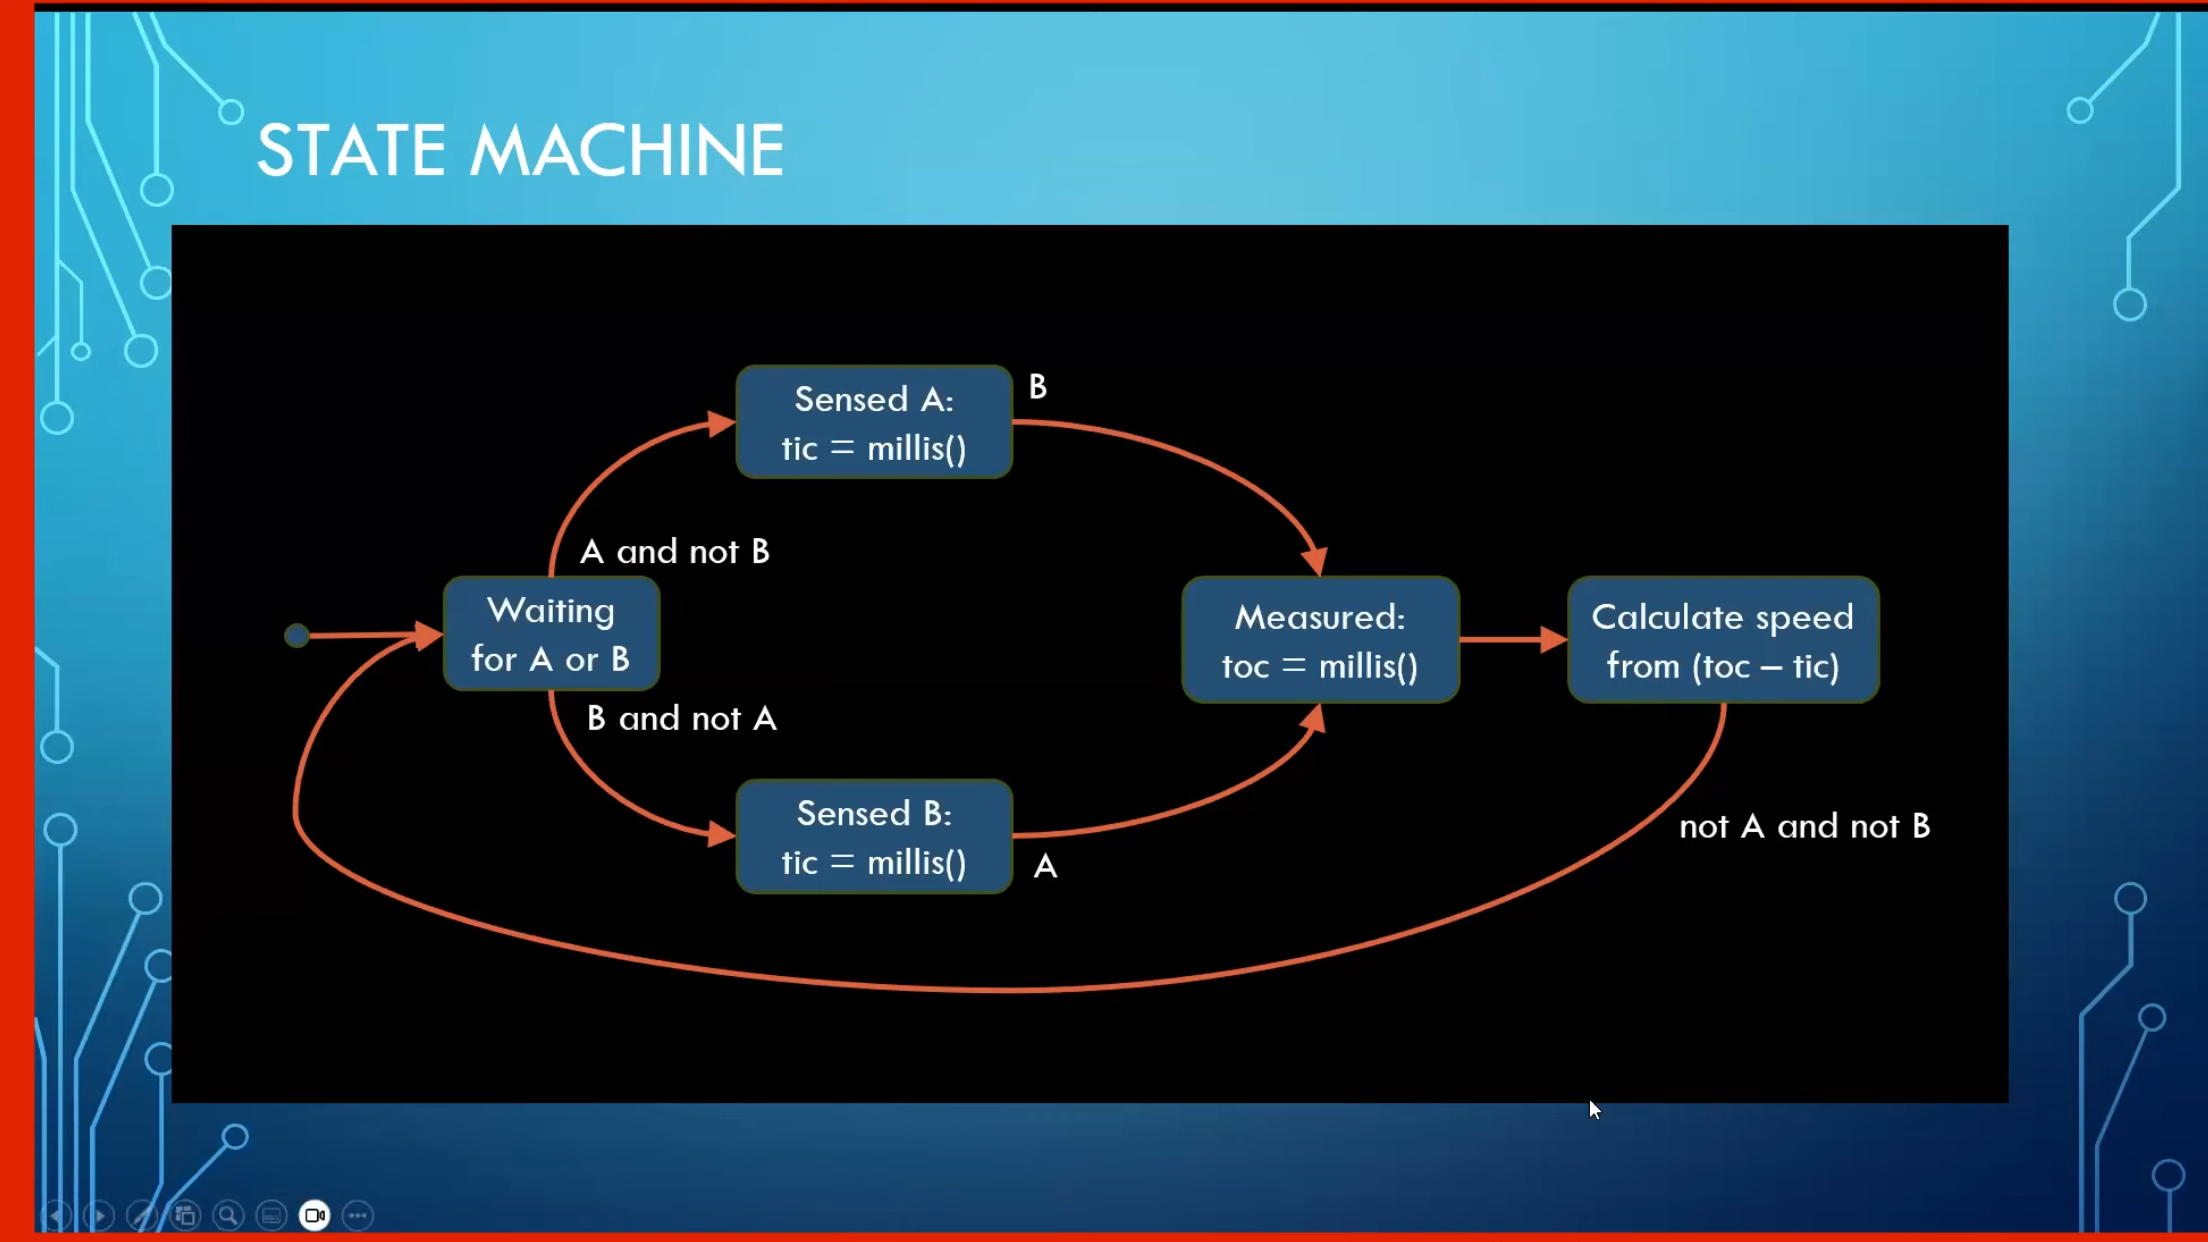 STATE MACHINE
Sensed A:
tic = millis()
B
A and not B
Waiting
for A or B
Measured:
toc = millis()
Calculate speed
from (toc – tic)
B and not A
Sensed B:
tic = millis()
A
not A and not B